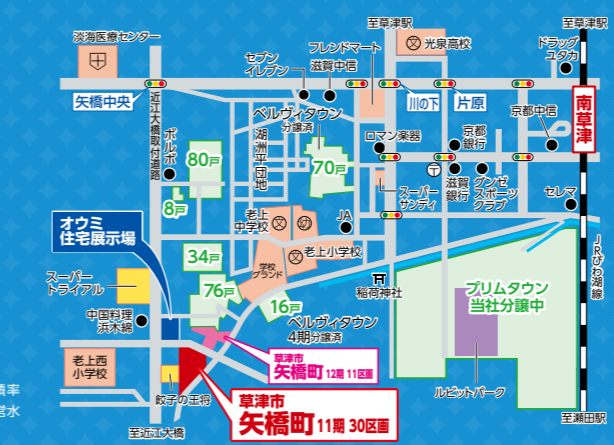 至草津駅
至草津駅
淡海医療センター
光泉高校
ドラッグ
ユタカ
フレンドマート
セブン
イレブン
滋賀中信
矢橋中央
川の下
片原
南草津
近江大橋取付道路
ベルヴィタウン
分譲済
京都中信
ボルボ
80戸
湖洲平団地
70戸
ロマン楽器
京都
銀行
8戸
スーパー
サンディ
滋賀
銀行
グンゼ
スポーツ
クラブ
セレマ
オウミ
住宅展示場
老上
中学校
JA
老上小学校
34戸
学校
グランド
JRびわ湖線
スーパー
トライアル
76戸
16戸
稲荷神社
プリムタウン
当社分譲中
中国料理
浜木綿
ベルヴィタウン
4期分譲済
老上西
小学校
草津市
矢橋町12期 11区画
ルビットパーク
餃子の王将
草津市
矢橋町11期 30区画
至近江大橋
至瀬田駅
積率
営水